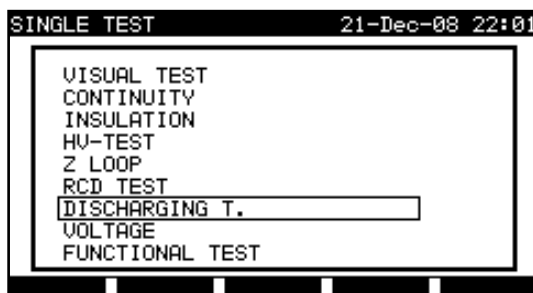 SINGLE TEST 21-Dec-08 22:01
VISUAL TEST
CONTINUITY
INSULATION
HV-TEST
Z LOOP
RCD TEST
DISCHARGING T.
VOLTAGE
FUNCTIONAL TEST